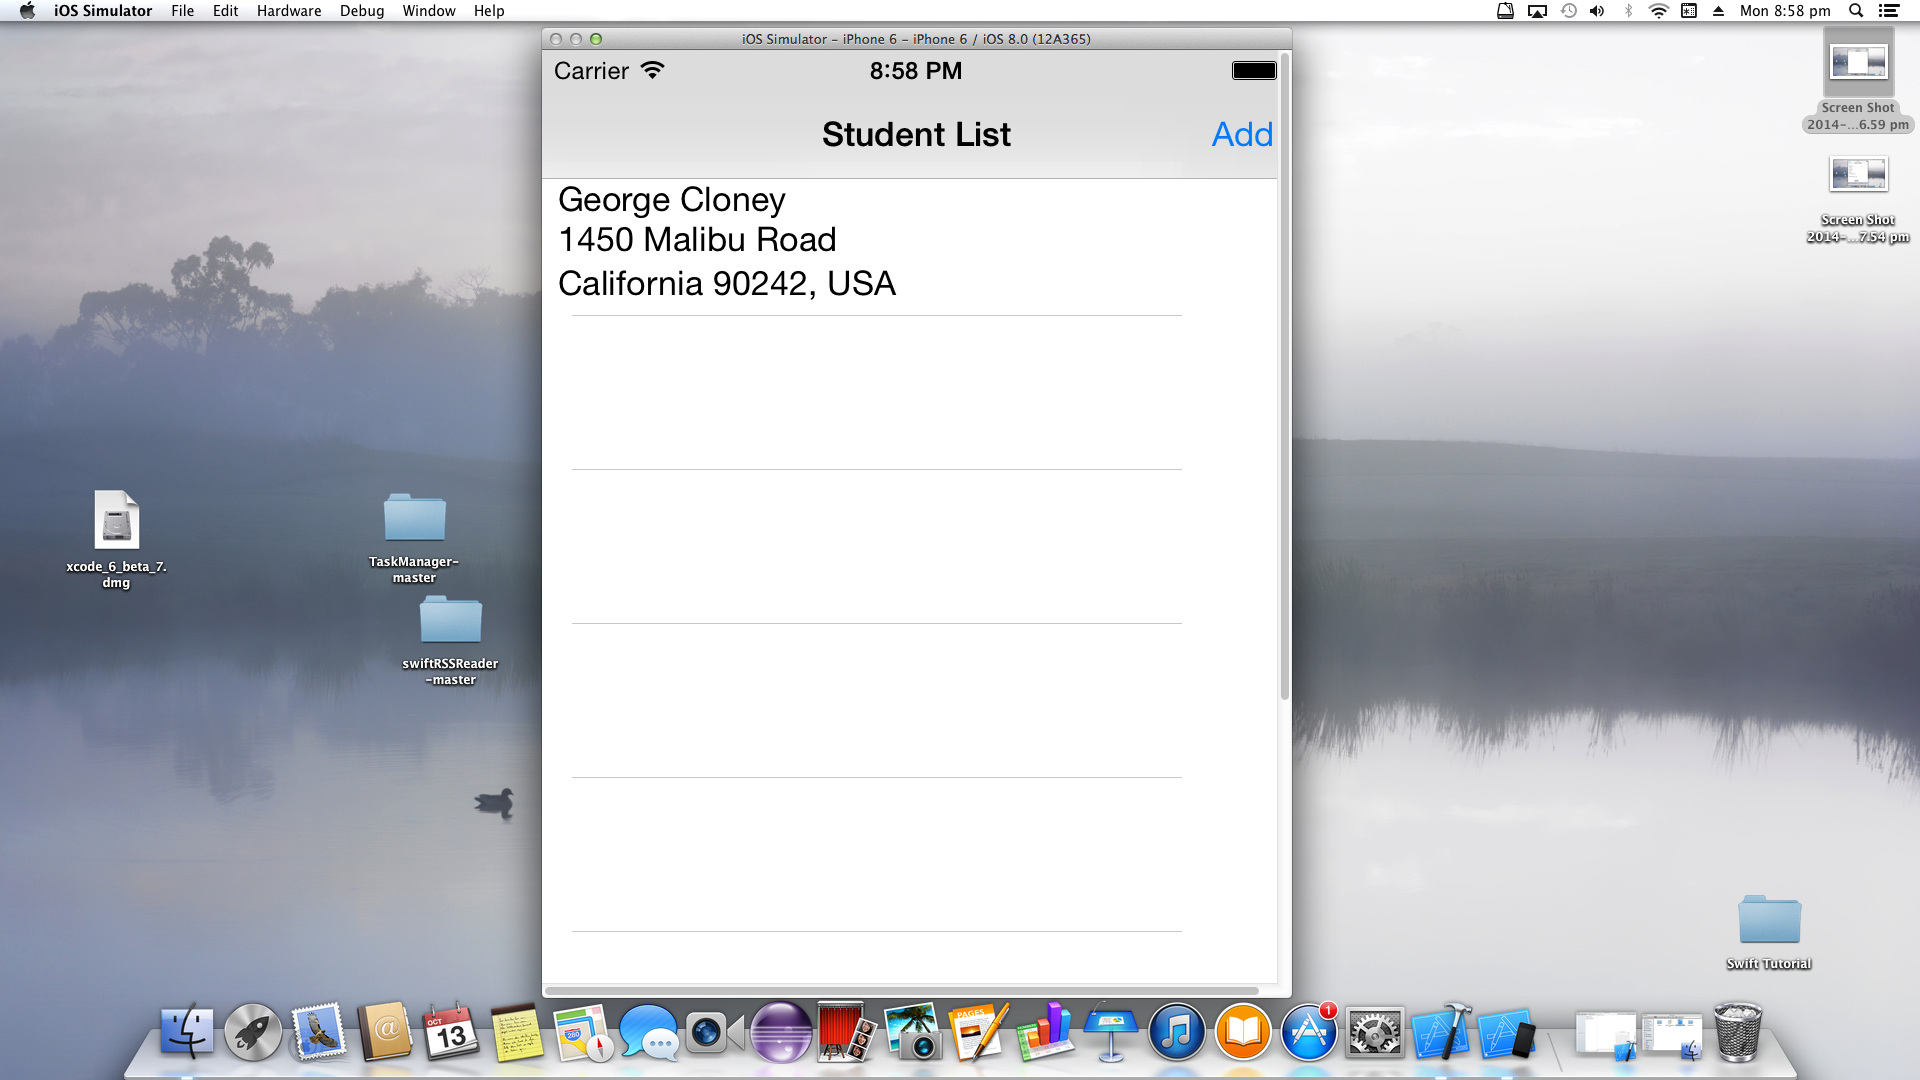 iOS Simulator File Edit Hardware Debug Window Help
Mon 8:58 pm
iOS Simulator - iPhone 6 - iPhone 6 / iOS 8.0 (12A365)
Carrier 8:58 PM
Student List Add
George Cloney
1450 Malibu Road
California 90242, USA
Screen Shot
2014-...6.59 pm
Screen Shot
2014-...7.54 pm
xcode_6_beta_7.
dmg
TaskManager-
master
swiftRSSReader
-master
Swift Tutorial
OCT
13
PAGES
280
@
1